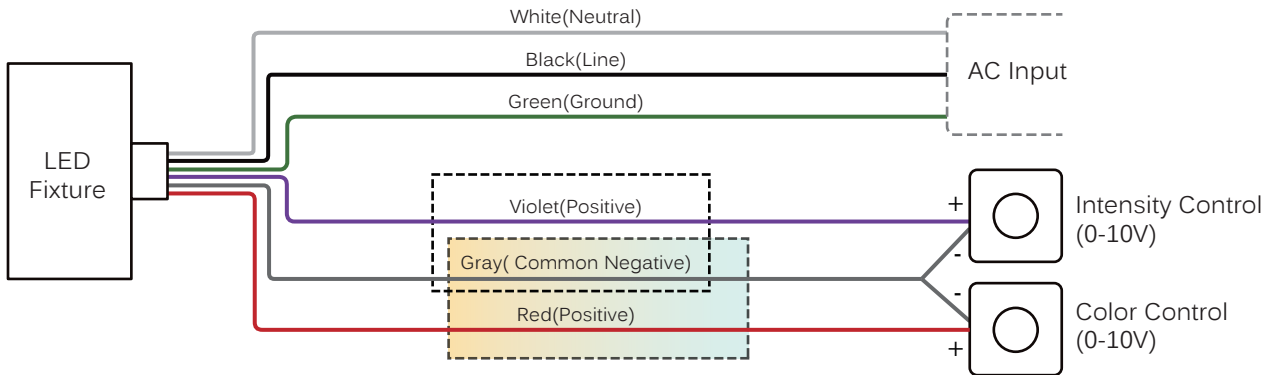 White(Neutral)
Black(Line)
Green(Ground)
AC Input
LED
Fixture
Violet(Positive)
+
Intensity Control
(0-10V)
-
Gray( Common Negative)
-
Red(Positive)
+
Color Control
(0-10V)